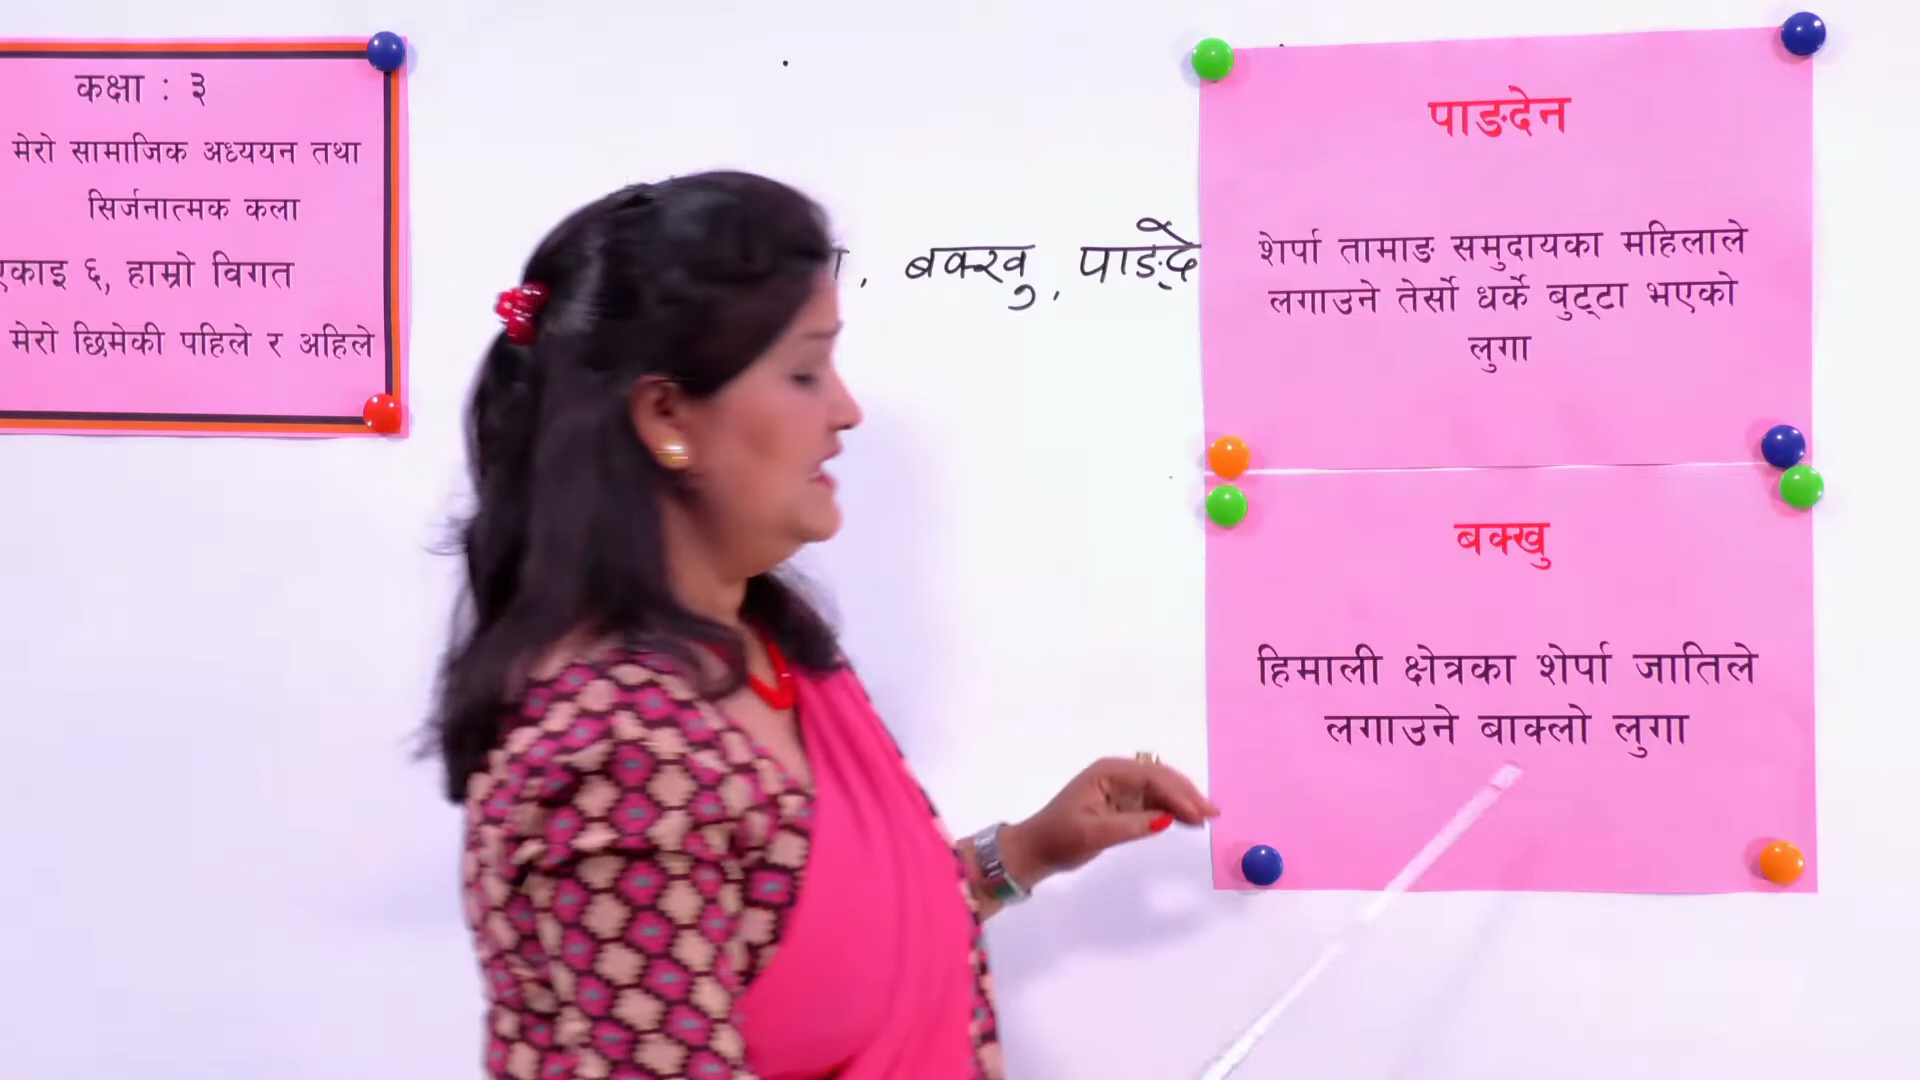 कक्षा : ३
मेरो सामाजिक अध्ययन तथा
सिर्जनात्मक कला
एकाइ ६, हाम्रो विगत
मेरो छिमेकी पहिले र अहिले
, बक्खु, पाङ्दे
पाङदेन
शेर्पा तामाङ समुदायका महिलाले
लगाउने तेर्सो धर्के बुट्टा भएको
लुगा
बक्खु
हिमाली क्षेत्रका शेर्पा जातिले
लगाउने बाक्लो लुगा